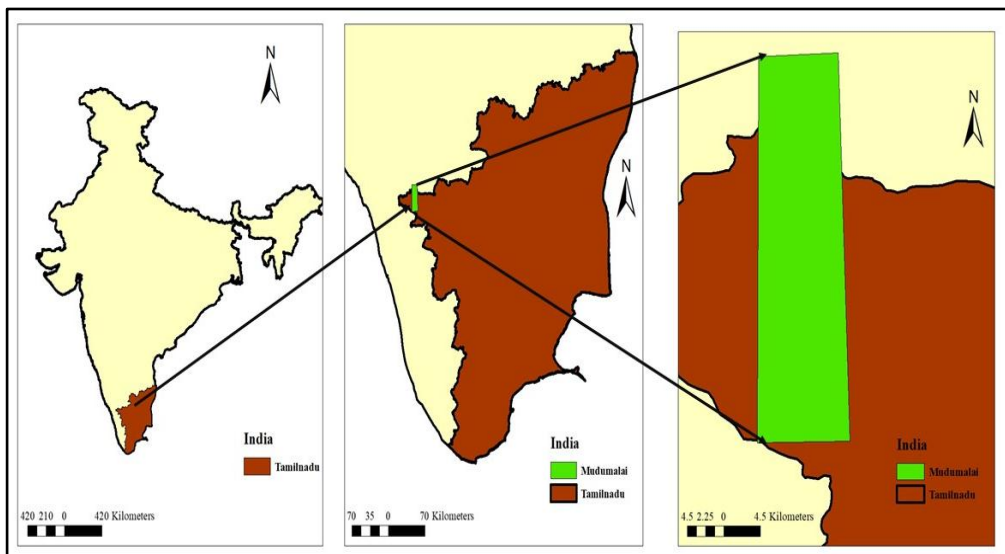 N
India
Tamilnadu
420 210 0 420 Kilometers
N
India
Mudumalai
Tamilnadu
70 35 0 70 Kilometers
N
India
Mudumalai
Tamilnadu
4.5 2.25 0 4.5 Kilometers